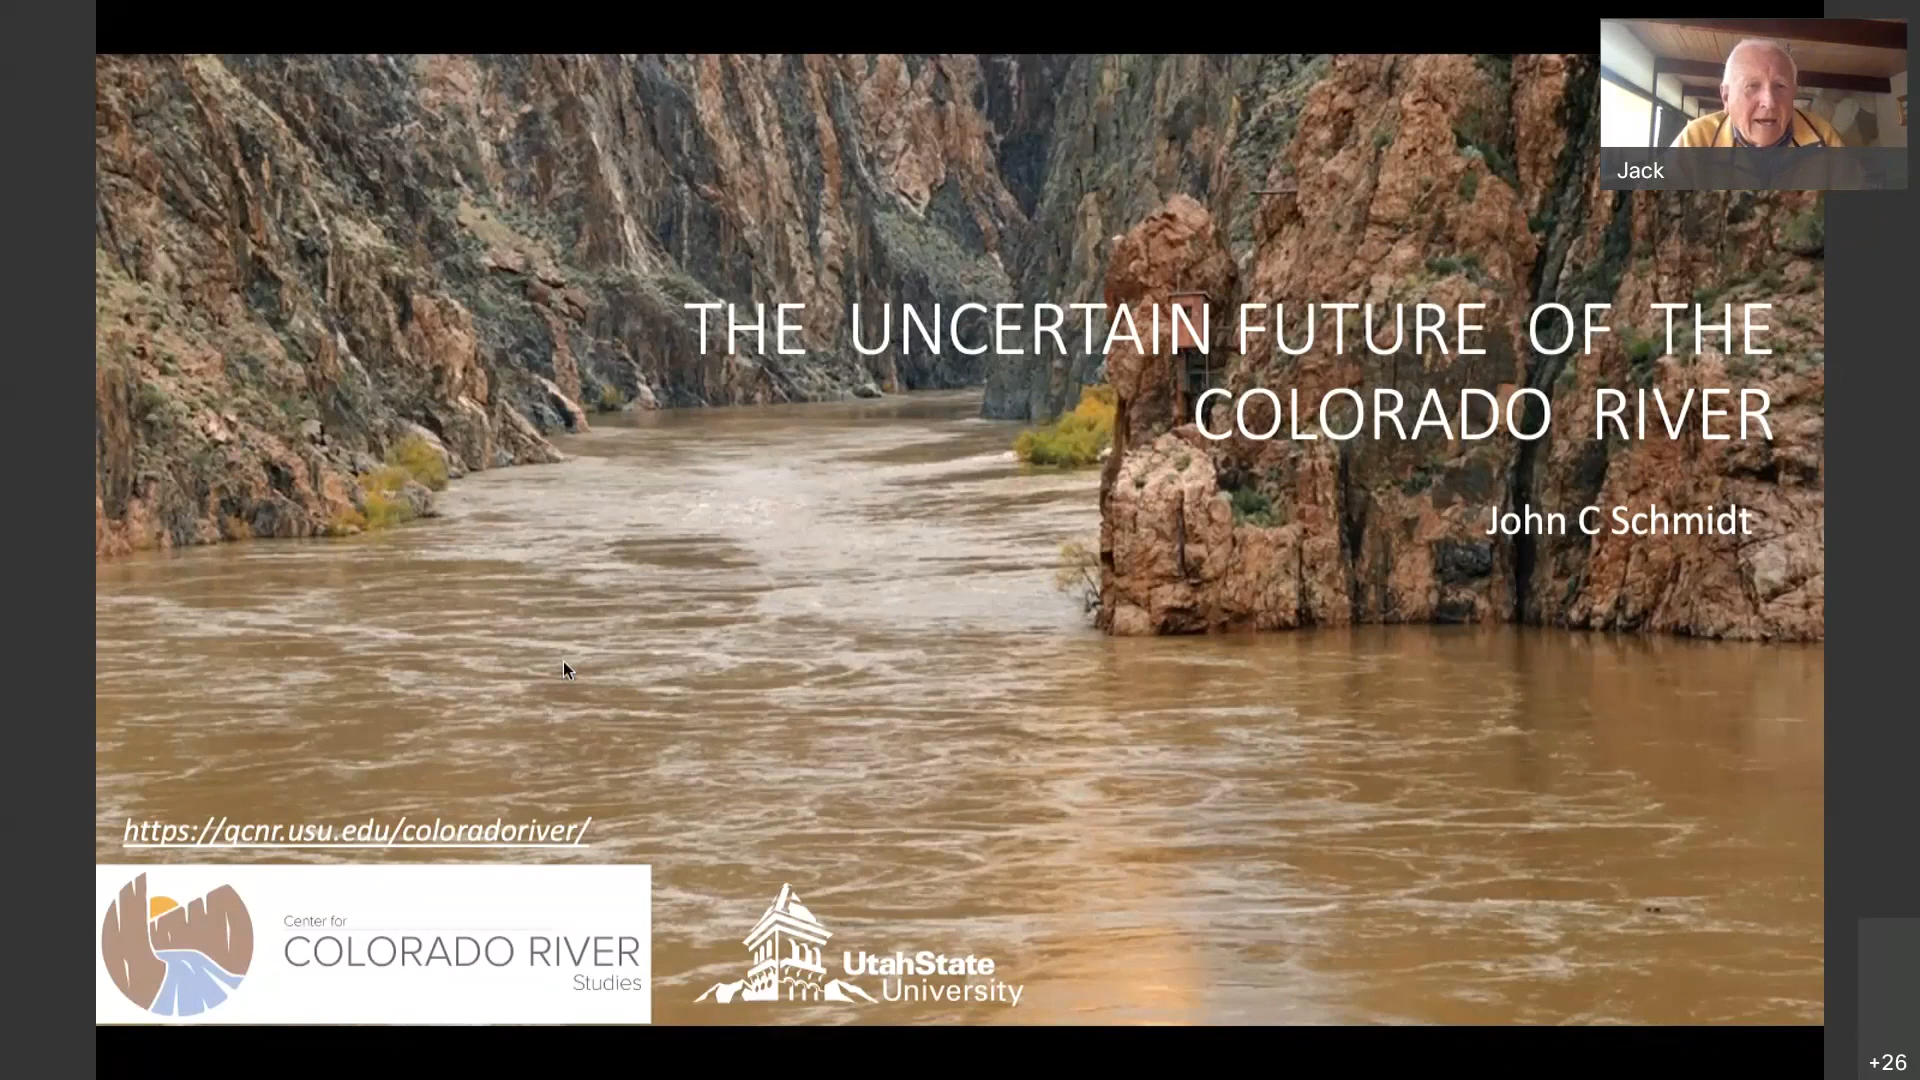 Jack
THE UNCERTAIN FUTURE OF THE
COLORADO RIVER
John C Schmidt
https://qcnr.usu.edu/coloradoriver/
Center for
COLORADO RIVER
Studies
UtahState
University
+26